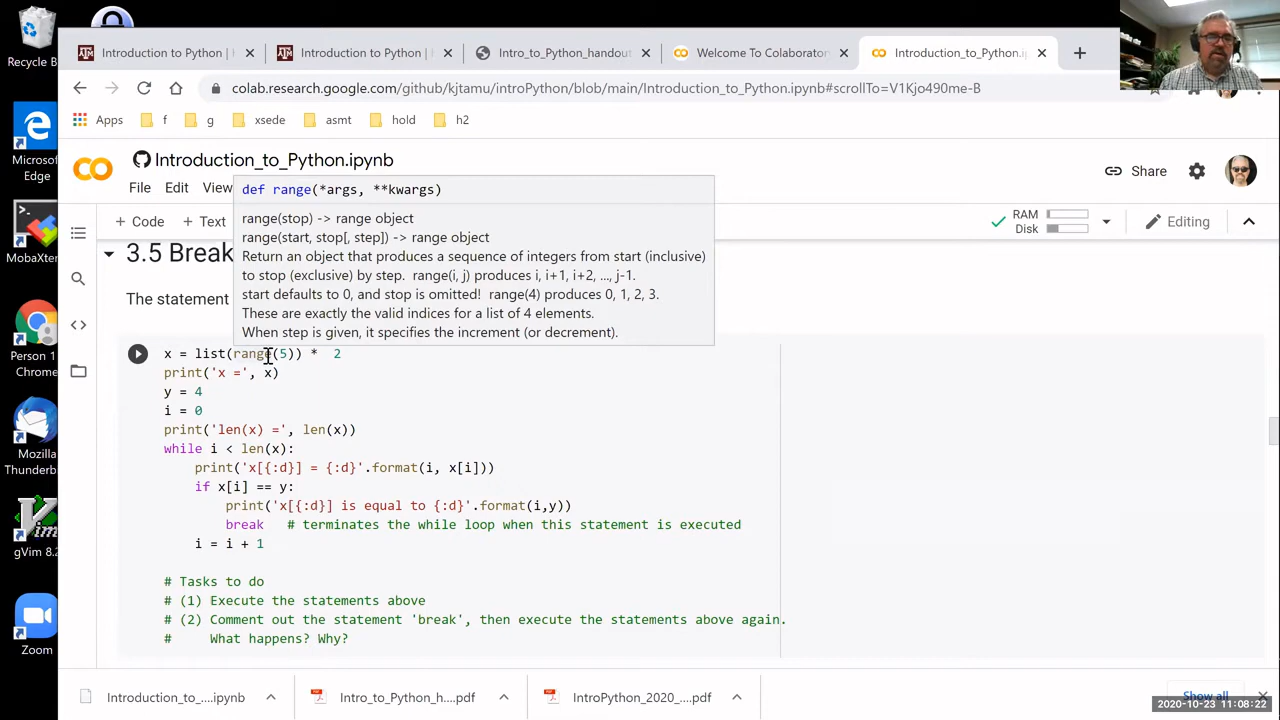 Recycle B
Introduction to Python |
Introduction to Python
Intro_to_Python_handout
Welcome To Colaborator
Introduction_to_Python.i
colab.research.google.com/github/kjtamu/introPython/blob/main/Introduction_to_Python.ipynb#scrollTo=V1Kjo490me-B
Apps
f
g
xsede
asmt
hold
h2
Microsof
Edge
Introduction_to_Python.ipynb
Share
File
Edit
View
def range(*args, **kwargs)
+ Code
+ Text
range(stop) -> range object
RAM
Disk
Editing
range(start, stop[, step]) -> range object
MobaXter
3.5 Break
Return an object that produces a sequence of integers from start (inclusive)
to stop (exclusive) by step.  range(i, j) produces i, i+1, i+2, ..., j-1.
The statement
start defaults to 0, and stop is omitted!  range(4) produces 0, 1, 2, 3.
These are exactly the valid indices for a list of 4 elements.
When step is given, it specifies the increment (or decrement).
Person 1
Chrome
x = list(range(5)) *  2
print('x =', x)
y = 4
i = 0
print('len(x) =', len(x))
while i < len(x):
print('x[{:d}] = {:d}'.format(i, x[i]))
if x[i] == y:
print('x[{:d}] is equal to {:d}'.format(i,y))
break   # terminates the while loop when this statement is executed
i = i + 1
Mozilla
Thunderb
gVim 8.2
# Tasks to do
# (1) Execute the statements above
# (2) Comment out the statement 'break', then execute the statements above again.
#     What happens? Why?
Zoom
Introduction_to_....ipynb
Intro_to_Python_h....pdf
IntroPython_2020_....pdf
Show all
2020-10-23 11:08:22